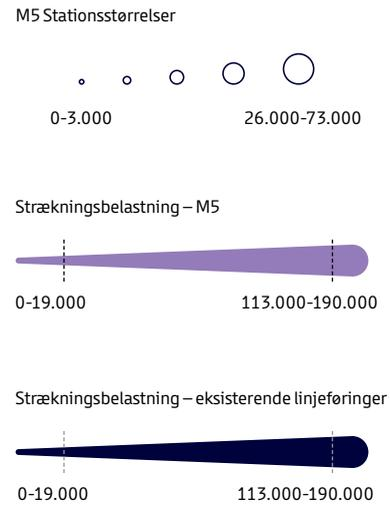 M5 Stationsstørrelser
0-3.000 26.000-73.000
Strækningsbelastning – M5
0-19.000 113.000-190.000
Strækningsbelastning – eksisterende linjeføringer
0-19.000 113.000-190.000